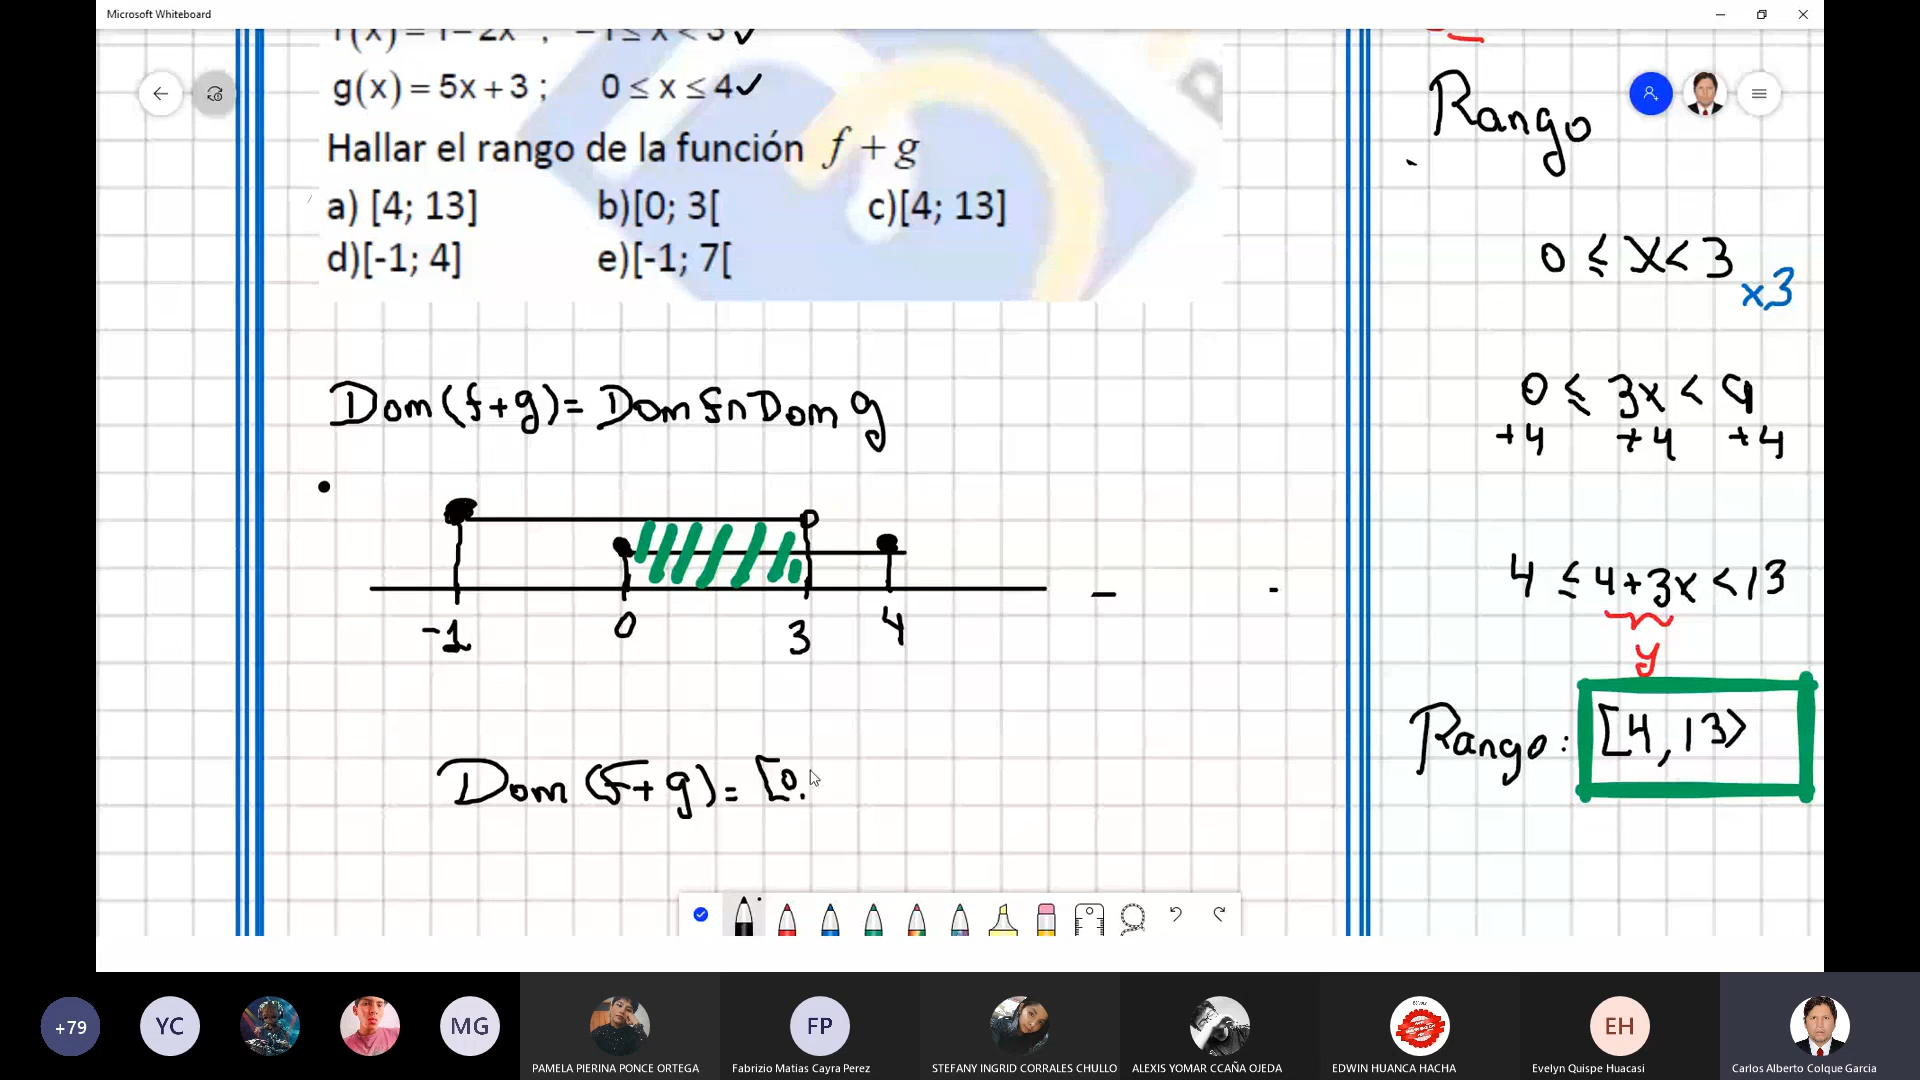 Microsoft Whiteboard
f(x) = 1 − 2x ; −1 ≤ x < 3 ✓
g(x) = 5x + 3 ; 0 ≤ x ≤ 4 ✓
Hallar el rango de la función f + g
a) [4; 13] b)[0; 3[ c)[4; 13]
d)[-1; 4] e)[-1; 7[
Dom (f+g) = Dom f ∩ Dom g
-1 0 3 4
Dom (f+g) = [0,
Rango
0 ≤ x < 3
x3
0 ≤ 3x < 9
+4 +4 +4
4 ≤ 4+3x < 13
y
Rango : [4, 13⟩
+79
YC
MG
PAMELA PIERINA PONCE ORTEGA
FP
Fabrizio Matias Cayra Perez
STEFANY INGRID CORRALES CHULLO
ALEXIS YOMAR CCAÑA OJEDA
EDWIN HUANCA HACHA
EH
Evelyn Quispe Huacasi
Carlos Alberto Colque Garcia